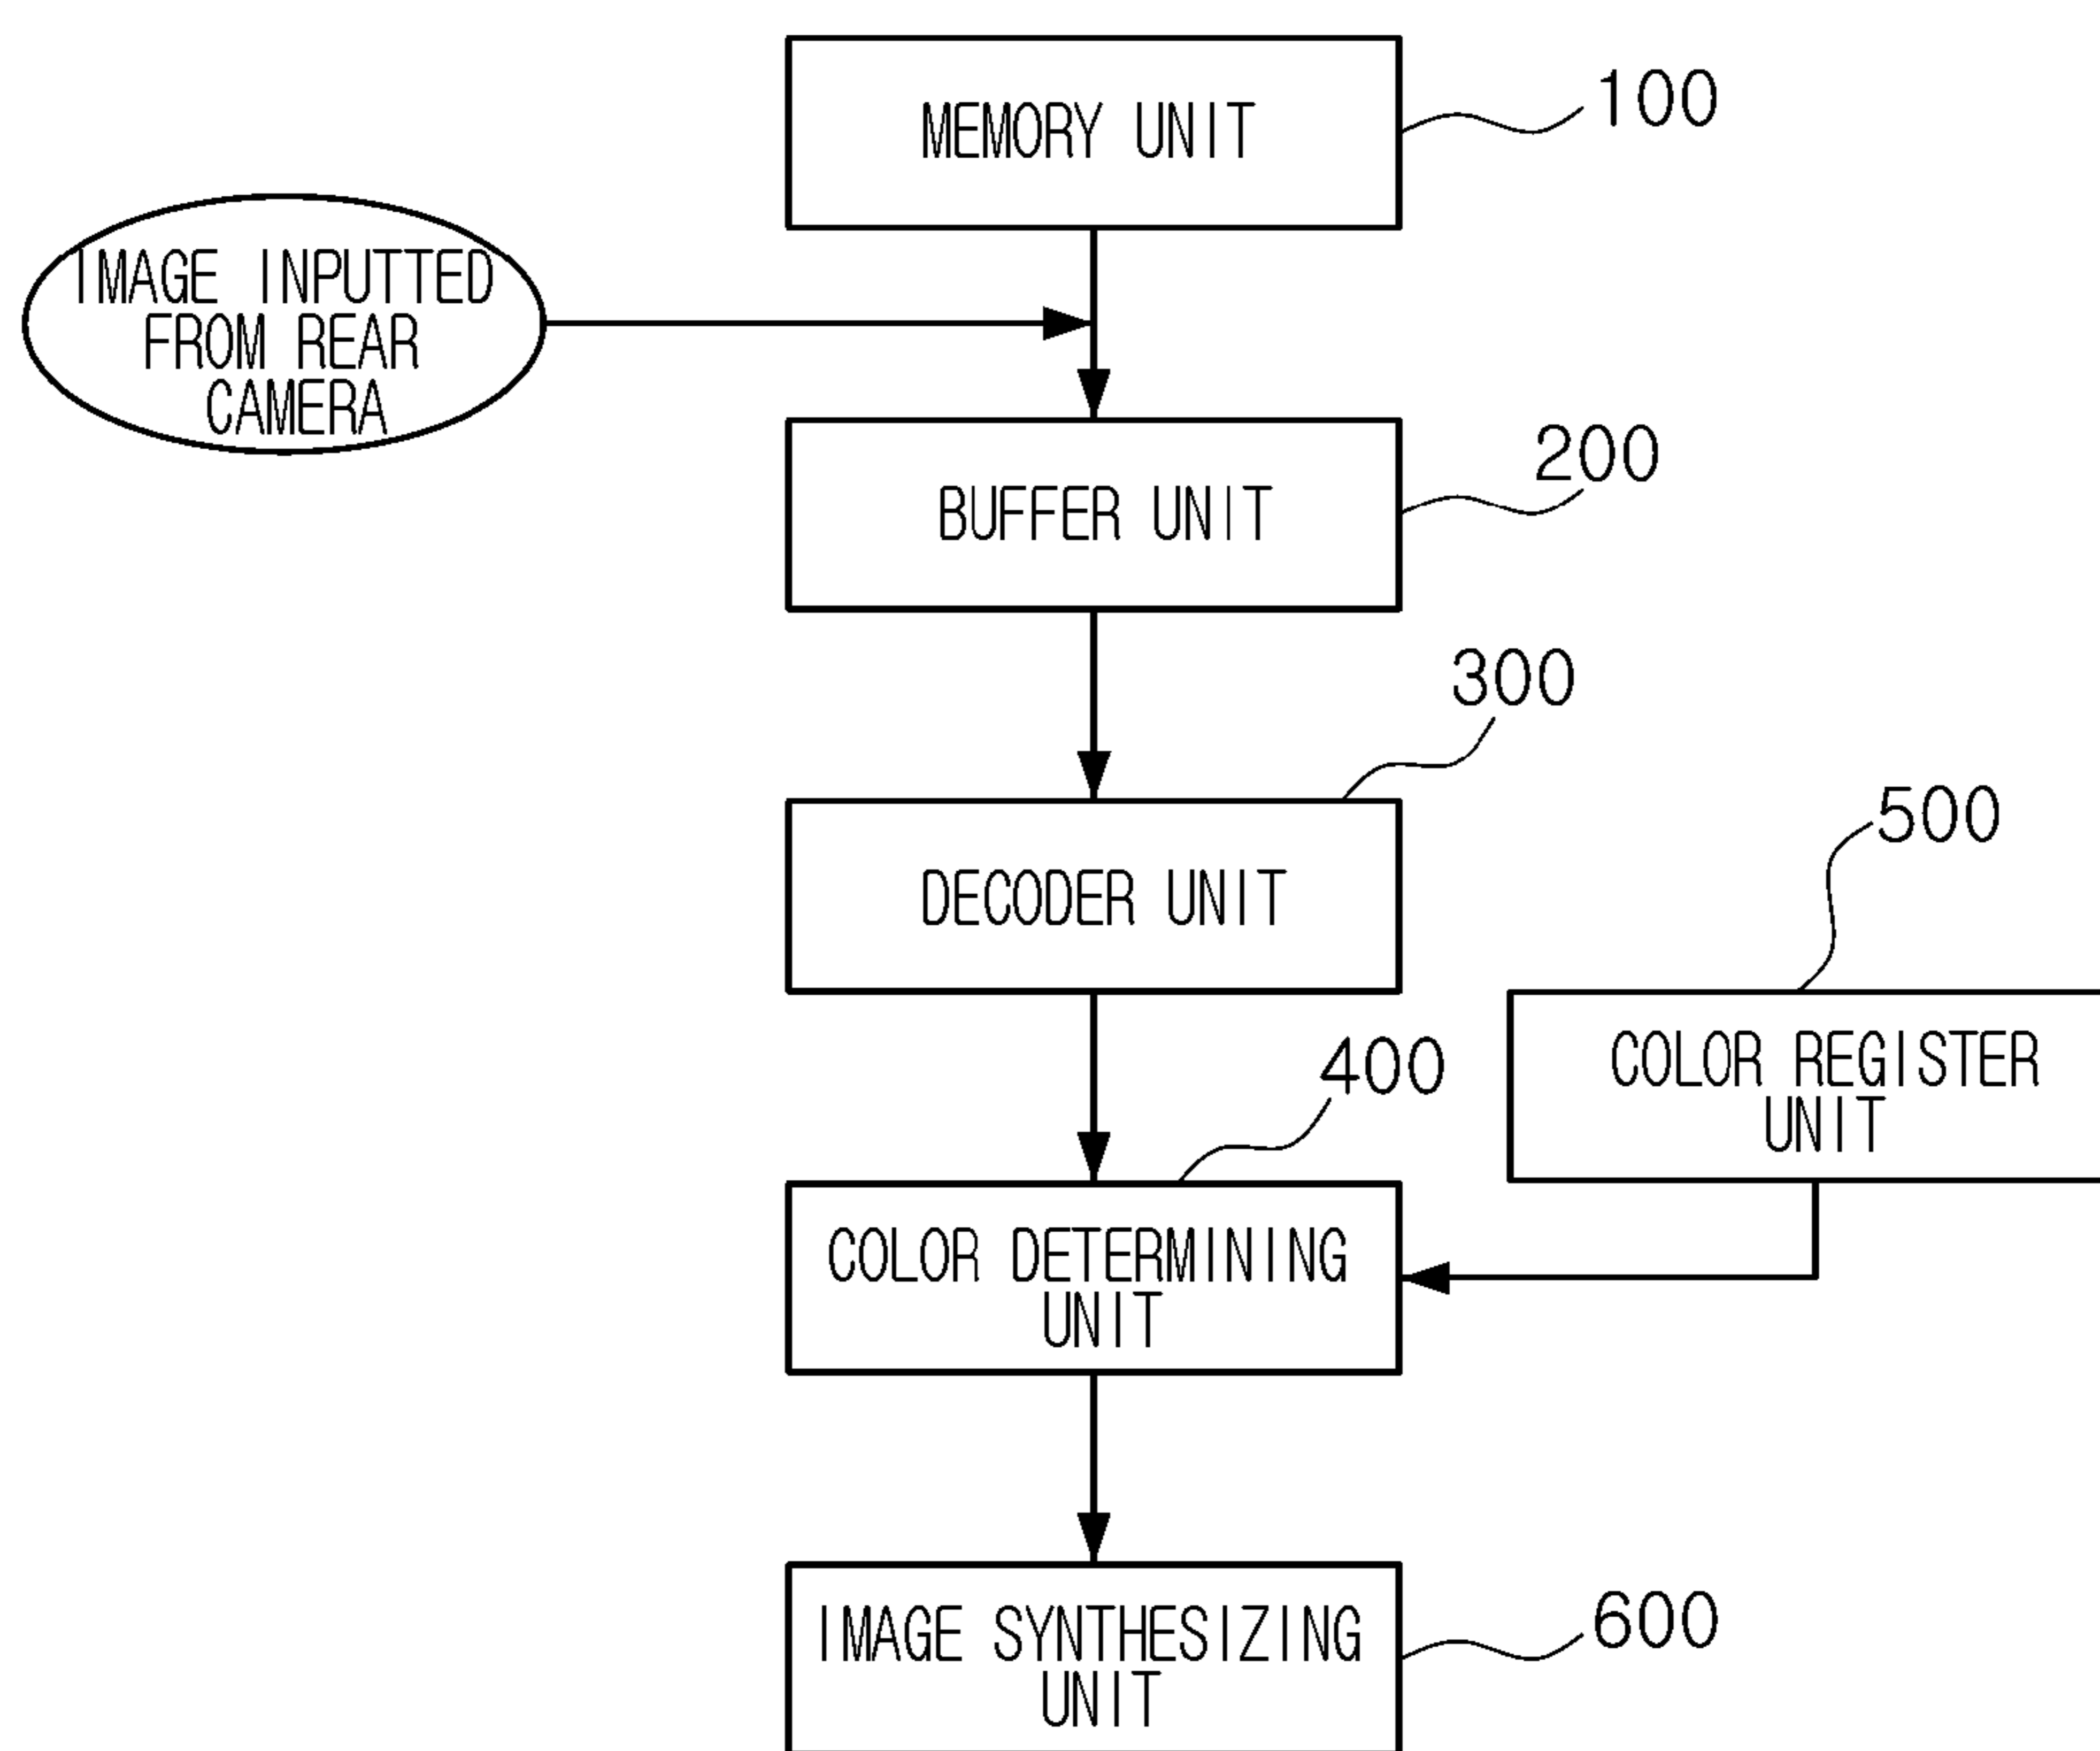 MEMORY UNIT
100
IMAGE INPUTTED
FROM REAR
CAMERA
BUFFER UNIT
200
300
DECODER UNIT
500
COLOR REGISTER
UNIT
400
COLOR DETERMINING
UNIT
IMAGE SYNTHESIZING
UNIT
600